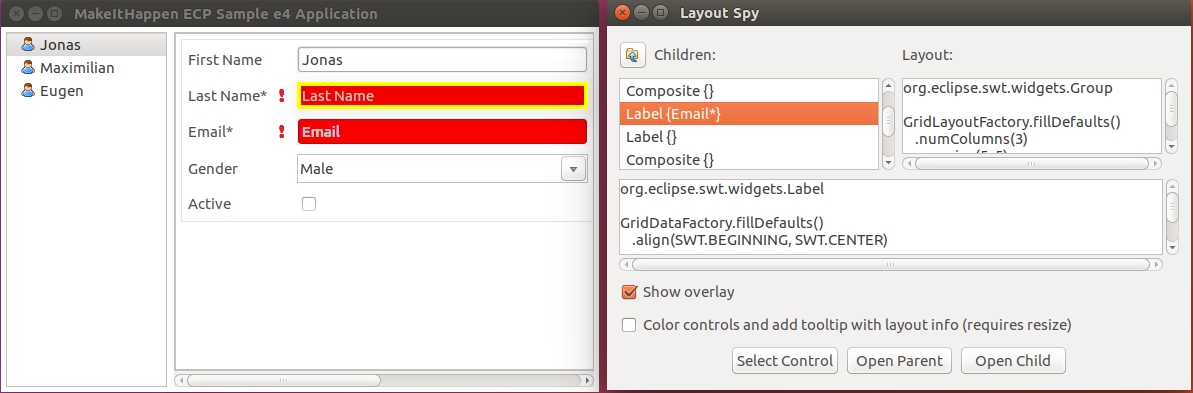 MakeItHappen ECP Sample e4 Application
Jonas
Maximilian
Eugen
First Name
Jonas
Last Name* !
Last Name
Email* !
Email
Gender
Male
Active
Layout Spy
Children:
Composite {}
Label {Email*}
Label {}
Composite {}
Layout:
org.eclipse.swt.widgets.Group
GridLayoutFactory.fillDefaults()
.numColumns(3)
org.eclipse.swt.widgets.Label
GridDataFactory.fillDefaults()
.align(SWT.BEGINNING, SWT.CENTER)
Show overlay
Color controls and add tooltip with layout info (requires resize)
Select Control
Open Parent
Open Child